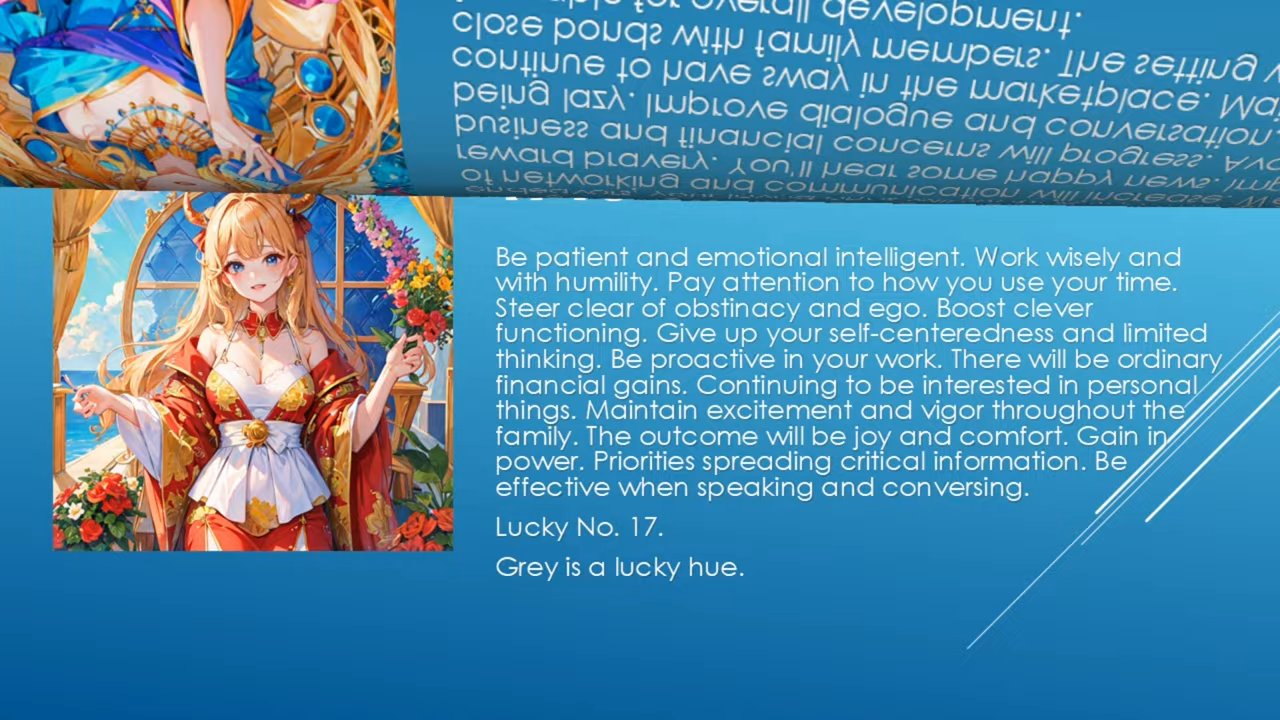 A      for overall development.
close bonds with family members. The setting
continue to have sway in the marketplace.
being lazy. Improve dialogue and conversation.
business and financial concerns will progress.
reward bravery. You'll hear some happy news.
of networking and communication will increase.
Be patient and emotional intelligent. Work wisely and
with humility. Pay attention to how you use your time.
Steer clear of obstinacy and ego. Boost clever
functioning. Give up your self-centeredness and limited
thinking. Be proactive in your work. There will be ordinary
financial gains. Continuing to be interested in personal
things. Maintain excitement and vigor throughout the
family. The outcome will be joy and comfort. Gain in
power. Priorities spreading critical information. Be
effective when speaking and conversing.
Lucky No. 17.
Grey is a lucky hue.